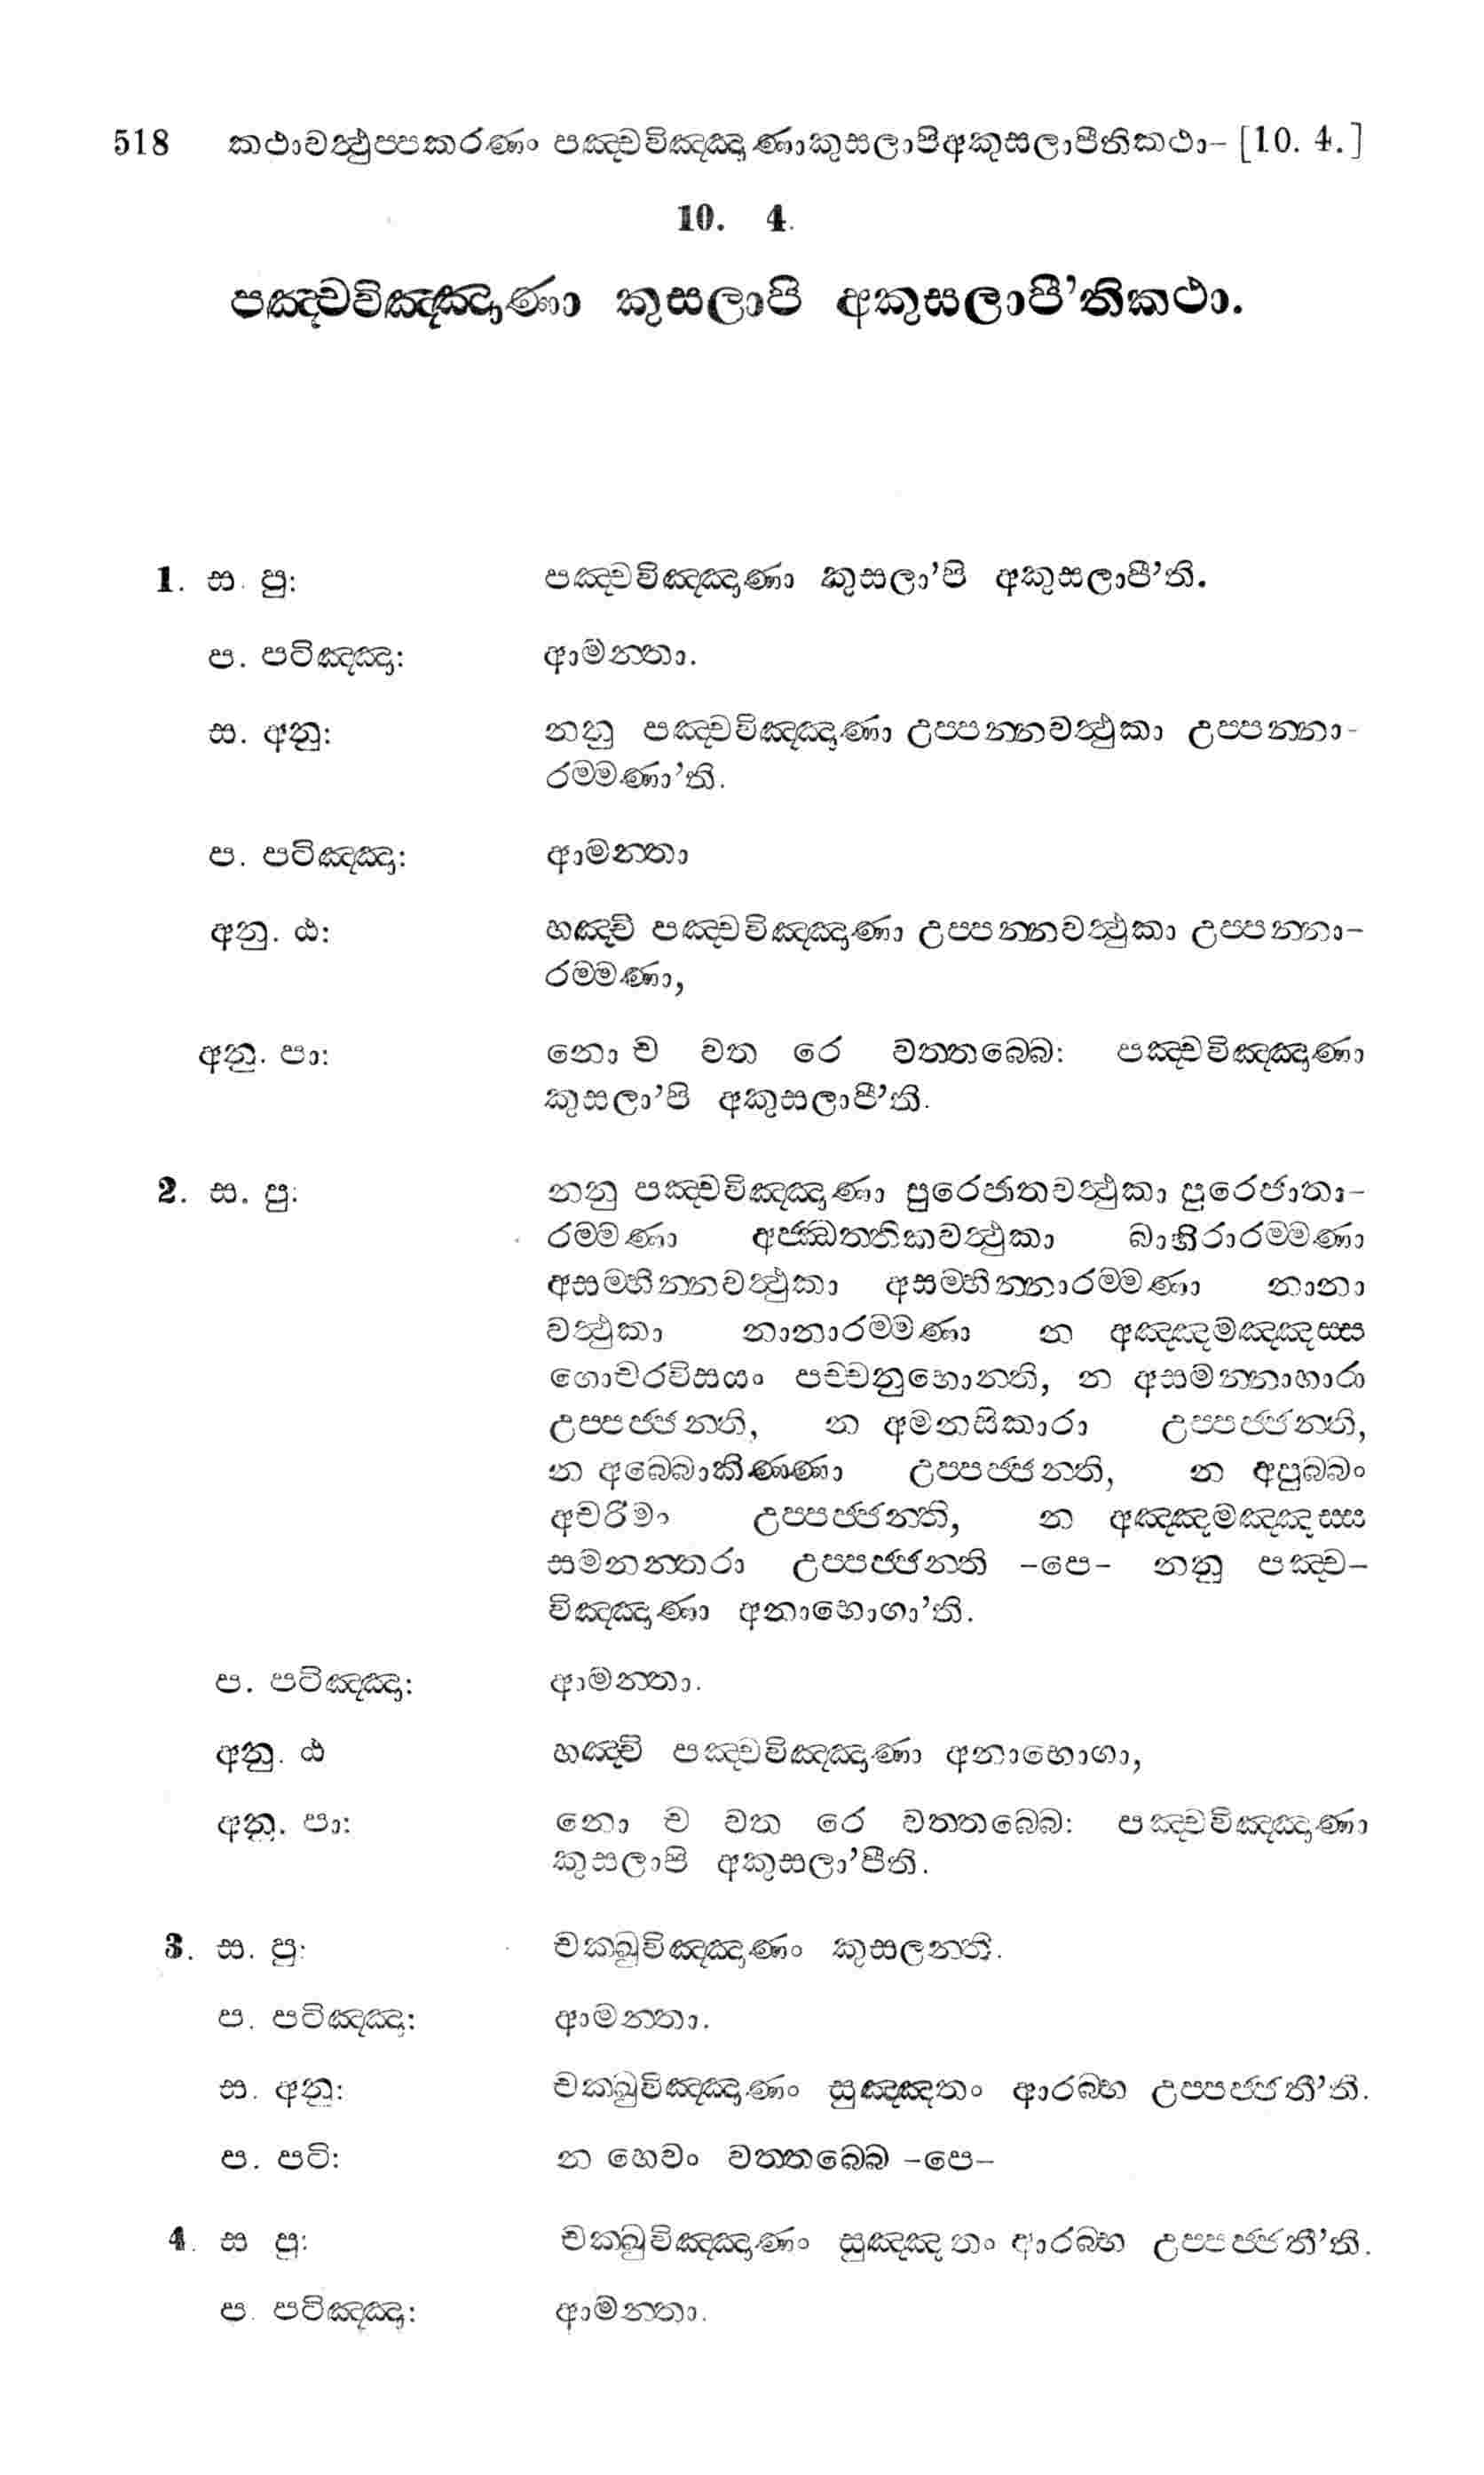 518 කථාවත්‍ථුප්පකරණං පඤ්චවිඤ්ඤාණාකුසලාපිඅකුසලාපීතිකථා- [10. 4.]
10. 4.
පඤ්චවිඤ්ඤාණා කුසලාපි අකුසලාපී’තිකථා.
1. ස. පු: පඤ්චවිඤ්ඤාණා කුසලා’පි අකුසලාපී’ති.
ප. පටිඤ්ඤා: ආමන්තා.
ස. අනු: නනු පඤ්චවිඤ්ඤාණා උප්පන්නවත්‍ථුකා උප්පන්නා-
රම්මණා’ති.
ප. පටිඤ්ඤා: ආමන්තා
අනු. ඨ: හඤ්චි පඤ්චවිඤ්ඤාණා උප්පන්නවත්‍ථුකා උප්පන්නා-
රම්මණා,
අනු. පා: නො ච වත රෙ වත්තබ්බෙ: පඤ්චවිඤ්ඤාණා
කුසලා’පි අකුසලාපී’ති.
2. ස. පු: නනු පඤ්චවිඤ්ඤාණා පුරෙජාතවත්‍ථුකා පුරෙජාතා-
රම්මණා අජ්ඣත්තිකවත්‍ථුකා බාහිරාරම්මණා
අසම්භින්නවත්‍ථුකා අසම්භින්නාරම්මණා නානා
වත්‍ථුකා නානාරම්මණා න අඤ්ඤමඤ්ඤස්ස
ගොචරවිසයං පච්චනුභොන්ති, න අසමන්නාහාරා
උප්පජ්ජන්ති, න අමනසිකාරා උප්පජ්ජන්ති,
න අබ්බොකිණ්ණා උප්පජ්ජන්ති, න අපුබ්බං
අචරිමං උප්පජ්ජන්ති, න අඤ්ඤමඤ්ඤස්ස
සමනන්තරා උප්පජ්ජන්ති -පෙ- නනු පඤ්ච-
විඤ්ඤාණා අනාභොගා’ති.
ප. පටිඤ්ඤා: ආමන්තා.
අනු. ඨ හඤ්චි පඤ්චවිඤ්ඤාණා අනාභොගා,
අනු. පා: නො ච වත රෙ වත්තබ්බෙ: පඤ්චවිඤ්ඤාණා
කුසලාපි අකුසලා’පීති.
3. ස. පු: චක්ඛුවිඤ්ඤාණං කුසලන්ති.
ප. පටිඤ්ඤා: ආමන්තා.
ස. අනු: චක්ඛුවිඤ්ඤාණං සුඤ්ඤතං ආරබ්භ උප්පජ්ජතී’ති.
ප. පටි: න හෙවං වත්තබ්බෙ -පෙ-
4. ස පු: චක්ඛුවිඤ්ඤාණං සුඤ්ඤතං ආරබ්භ උප්පජ්ජතී’ති.
ප. පටිඤ්ඤා: ආමන්තා.